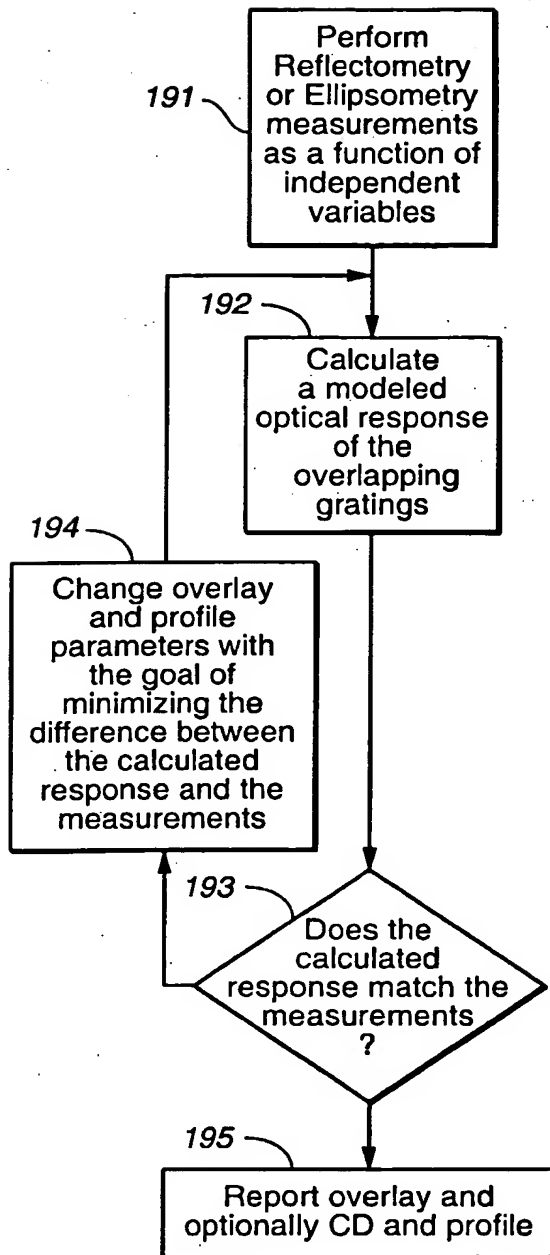 191
Perform
Reflectometry
or Ellipsometry
measurements
as a function of
independent
variables
192
Calculate
a modeled
optical response
of the
overlapping
gratings
194
Change overlay
and profile
parameters with
the goal of
minimizing the
difference between
the calculated
response and the
measurements
193
Does the
calculated
response match the
measurements
?
195
Report overlay and
optionally CD and profile